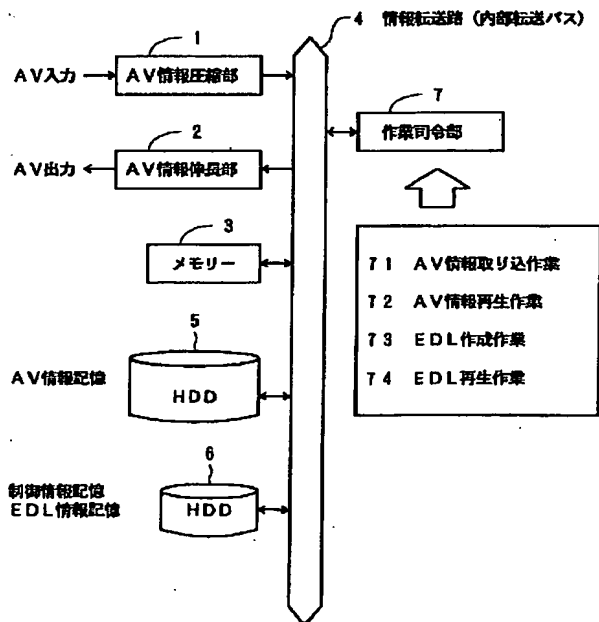 4 情報転送路(内部転送バス)
1
AV入力
AV情報圧縮部
7
作業司令部
2
AV出力
AV情報伸長部
3
メモリー
71 AV情報取り込作業
72 AV情報再生作業
73 EDL作成作業
74 EDL再生作業
5
AV情報記憶
HDD
6
制御情報記憶
EDL情報記憶
HDD